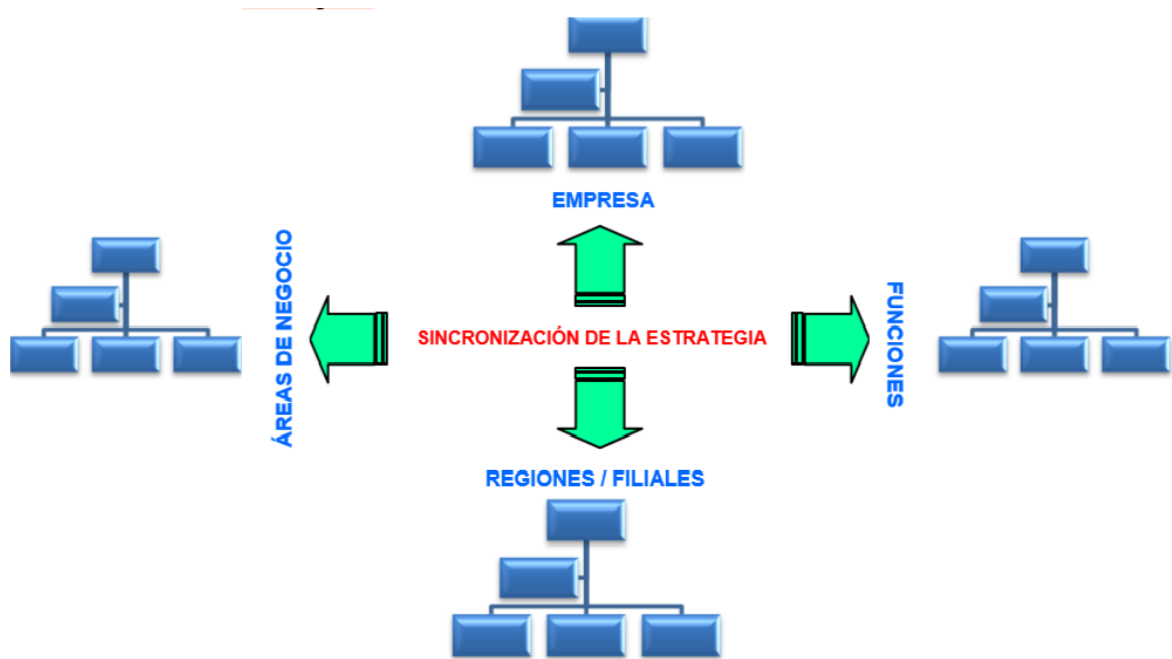 EMPRESA
ÁREAS DE NEGOCIO
SINCRONIZACIÓN DE LA ESTRATEGIA
FUNCIONES
REGIONES / FILIALES